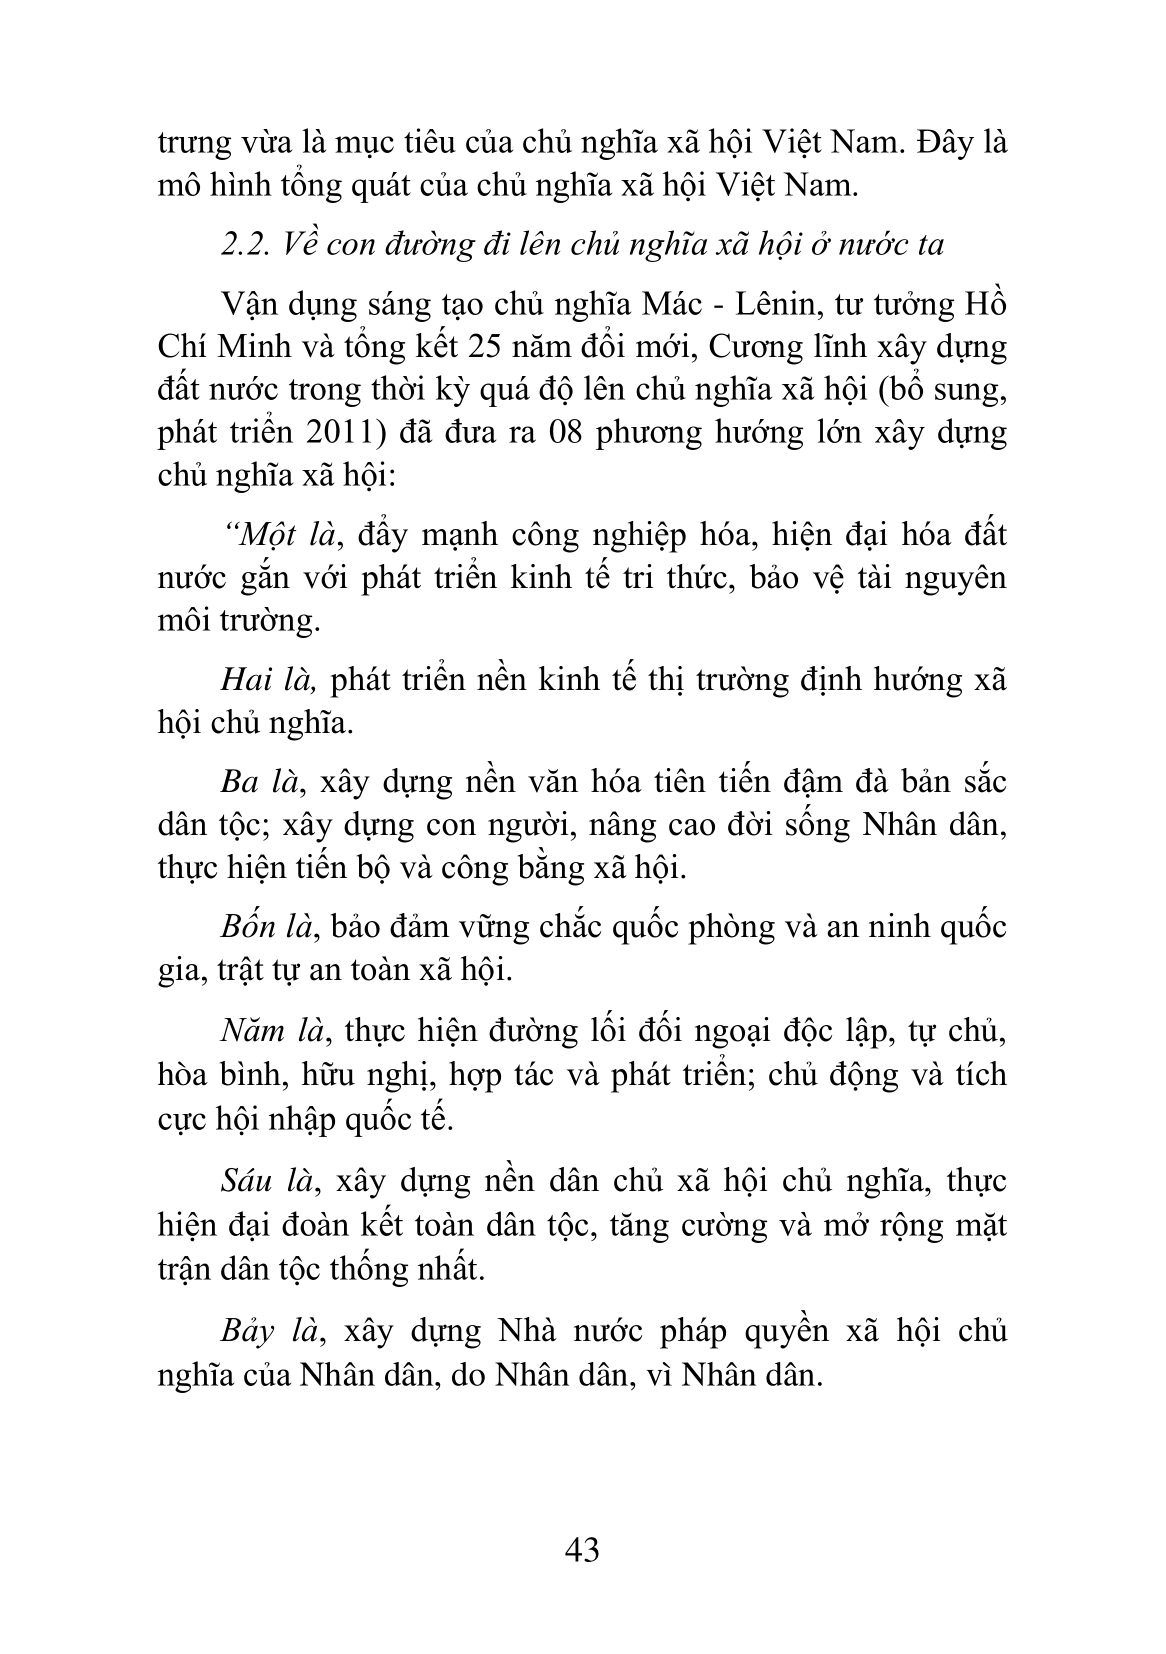 trưng vừa là mục tiêu của chủ nghĩa xã hội Việt Nam. Đây là
mô hình tổng quát của chủ nghĩa xã hội Việt Nam.
2.2. Về con đường đi lên chủ nghĩa xã hội ở nước ta
Vận dụng sáng tạo chủ nghĩa Mác - Lênin, tư tưởng Hồ
Chí Minh và tổng kết 25 năm đổi mới, Cương lĩnh xây dựng
đất nước trong thời kỳ quá độ lên chủ nghĩa xã hội (bổ sung,
phát triển 2011) đã đưa ra 08 phương hướng lớn xây dựng
chủ nghĩa xã hội:
“Một là, đẩy mạnh công nghiệp hóa, hiện đại hóa đất
nước gắn với phát triển kinh tế tri thức, bảo vệ tài nguyên
môi trường.
Hai là, phát triển nền kinh tế thị trường định hướng xã
hội chủ nghĩa.
Ba là, xây dựng nền văn hóa tiên tiến đậm đà bản sắc
dân tộc; xây dựng con người, nâng cao đời sống Nhân dân,
thực hiện tiến bộ và công bằng xã hội.
Bốn là, bảo đảm vững chắc quốc phòng và an ninh quốc
gia, trật tự an toàn xã hội.
Năm là, thực hiện đường lối đối ngoại độc lập, tự chủ,
hòa bình, hữu nghị, hợp tác và phát triển; chủ động và tích
cực hội nhập quốc tế.
Sáu là, xây dựng nền dân chủ xã hội chủ nghĩa, thực
hiện đại đoàn kết toàn dân tộc, tăng cường và mở rộng mặt
trận dân tộc thống nhất.
Bảy là, xây dựng Nhà nước pháp quyền xã hội chủ
nghĩa của Nhân dân, do Nhân dân, vì Nhân dân.
43